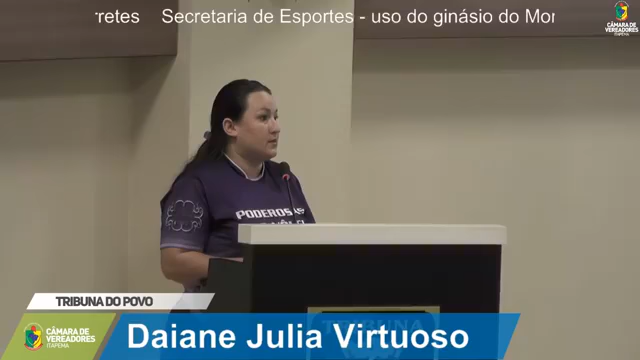 retes    Secretaria de Esportes - uso do ginásio do Mor
CÂMARA DE
VEREADORES
ITAPEMA
PODEROSAS
TRIBUNA
TRIBUNA DO POVO
CÂMARA DE
VEREADORES
ITAPEMA
Daiane Julia Virtuoso